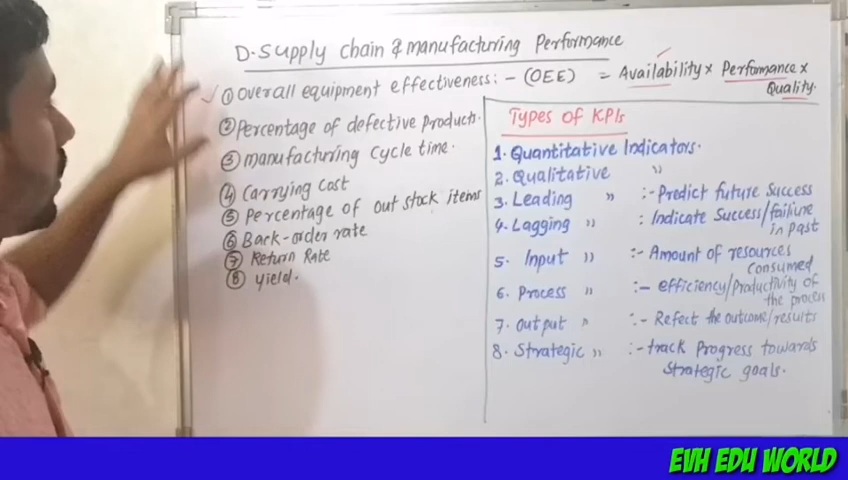 D- Supply chain & manufacturing Performance
① Overall equipment effectiveness: - (OEE) = Availability × Performance ×
Quality.
② Percentage of defective products.
③ manufacturing cycle time.
④ Carrying cost
⑤ Percentage of out stock items
⑥ Back-order rate
⑦ Return Rate
⑧ yield.
Types of KPIs
1. Quantitative Indicators.
2. Qualitative "
3. Leading " :- Predict future Success
4. Lagging " : Indicate Success/failure
in past
5. Input " :- Amount of resources
Consumed
6. Process " :- efficiency/Productivity of
the process
7. Output " :- Refect the outcome/results
8. Strategic " :- track Progress towards
Strategic goals.
EVH EDU WORLD